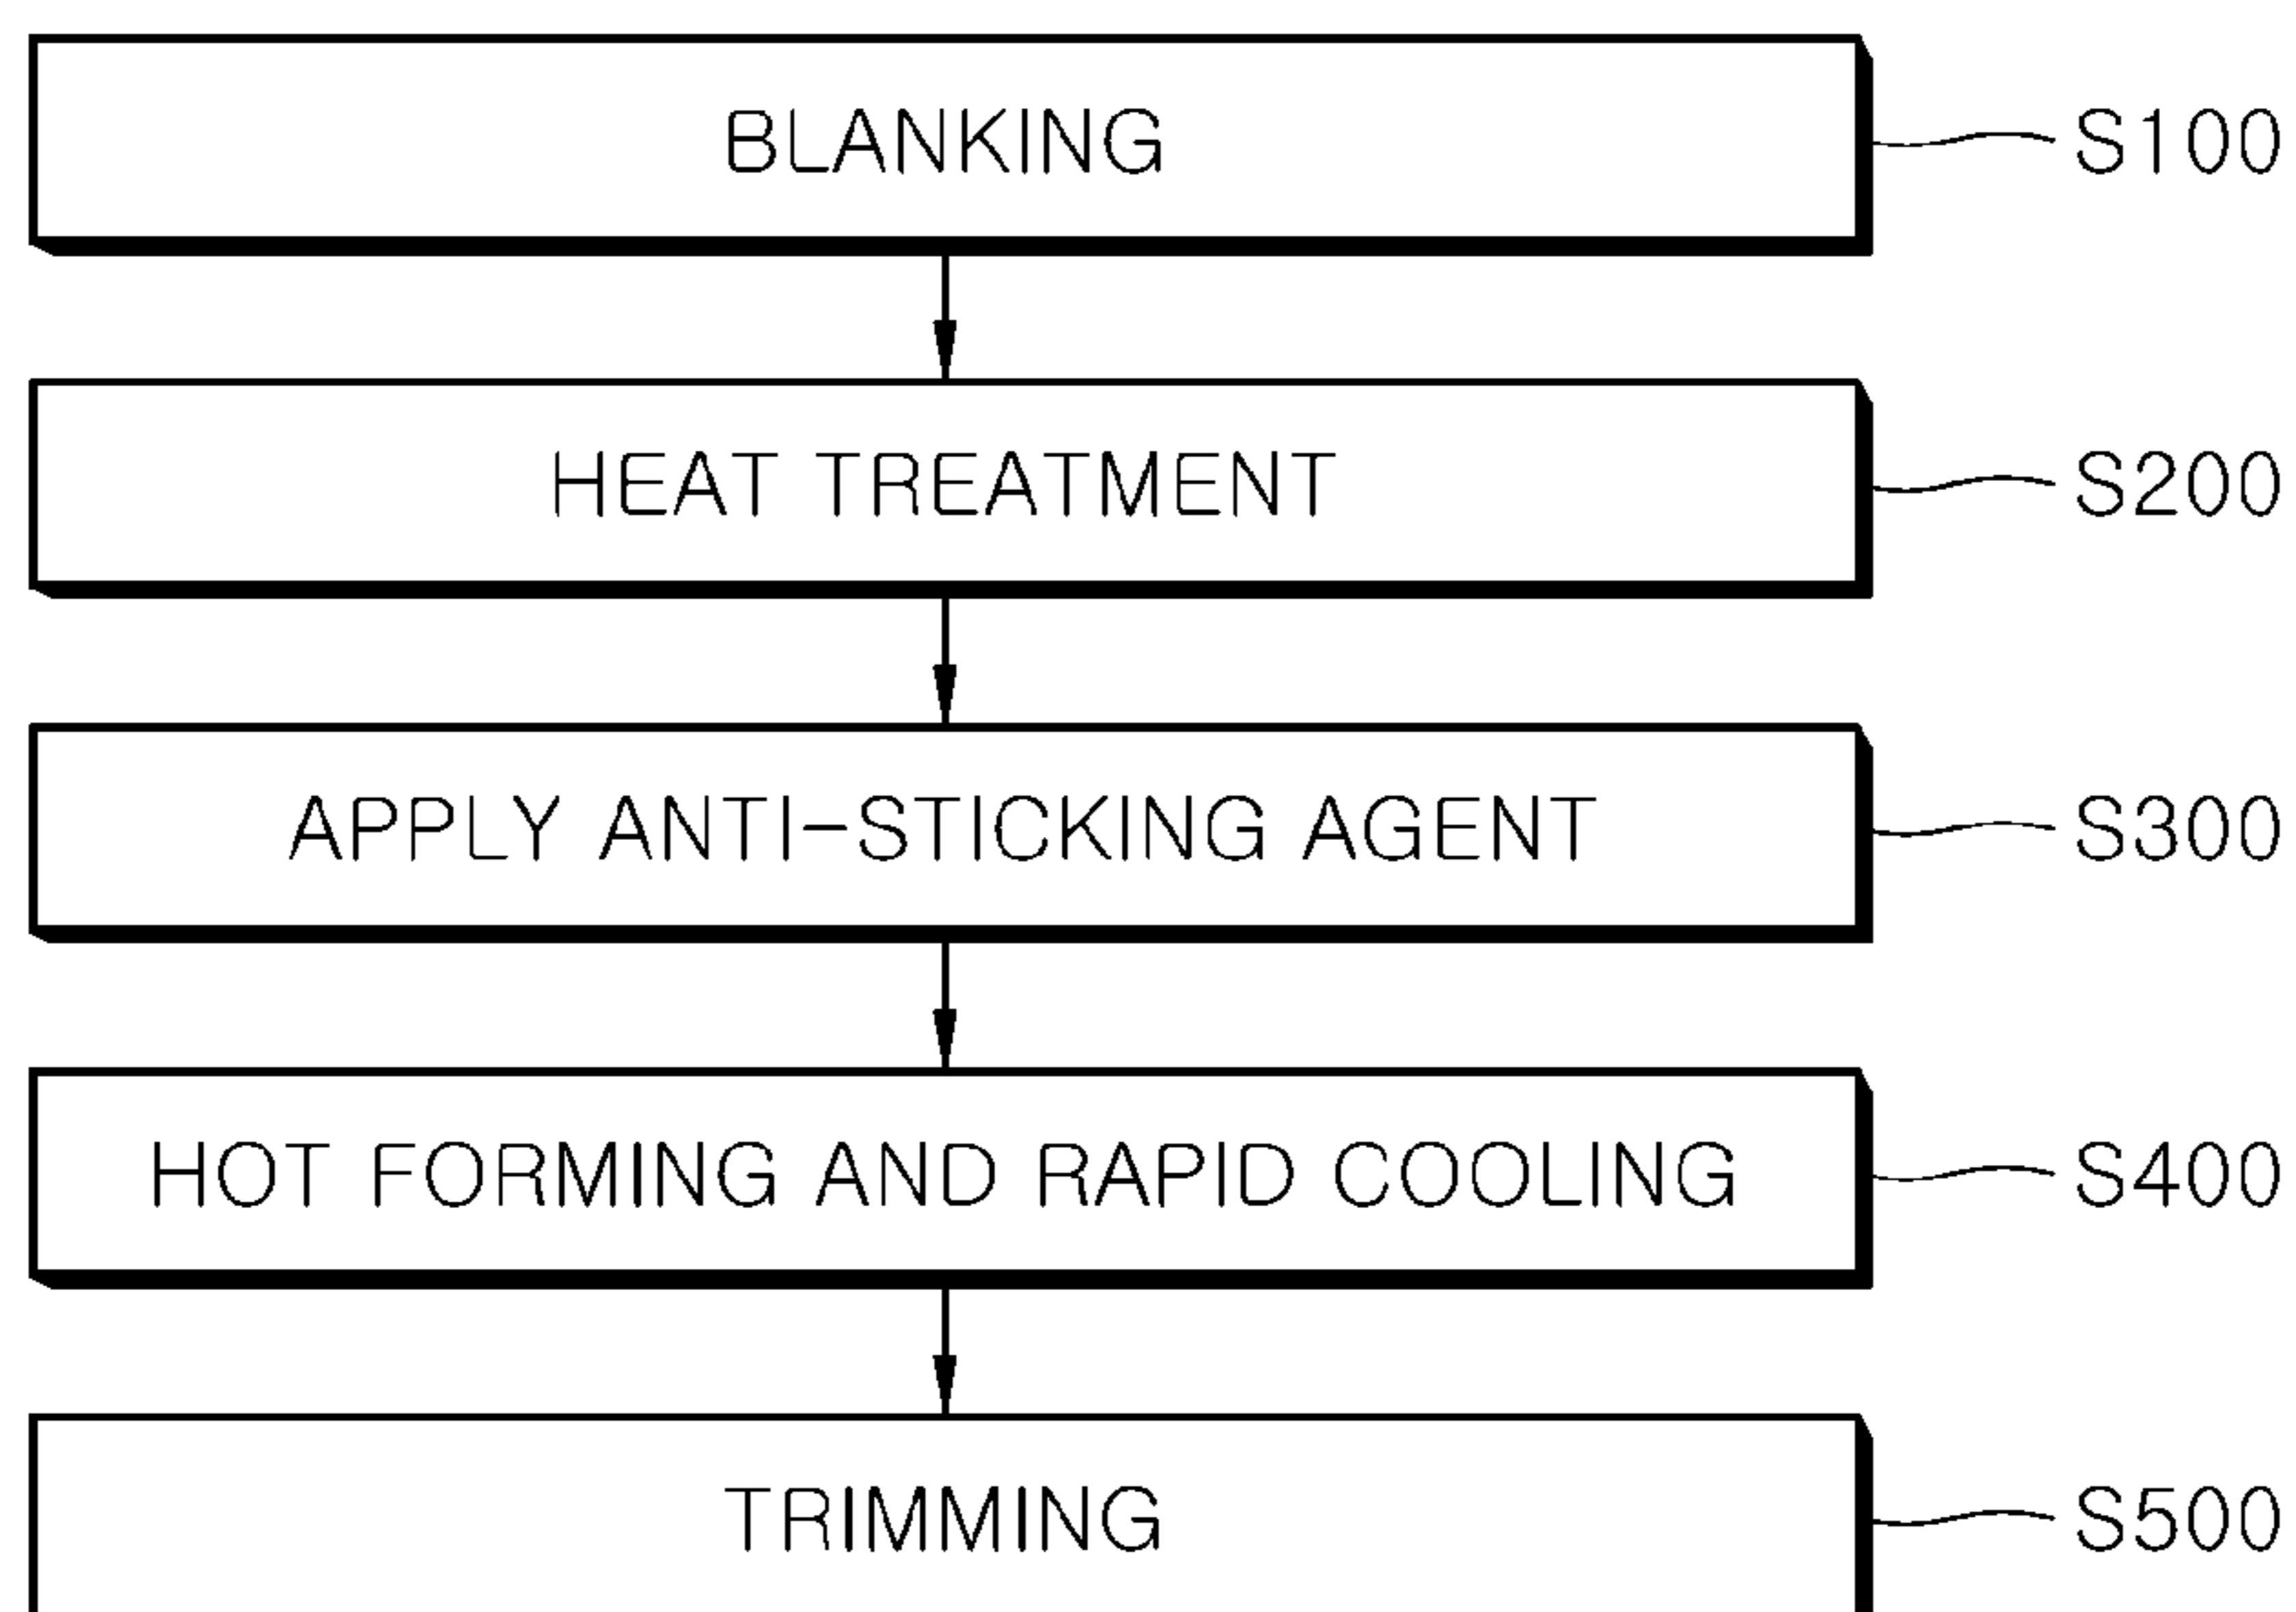 BLANKING S100
HEAT TREATMENT S200
APPLY ANTI-STICKING AGENT S300
HOT FORMING AND RAPID COOLING S400
TRIMMING S500